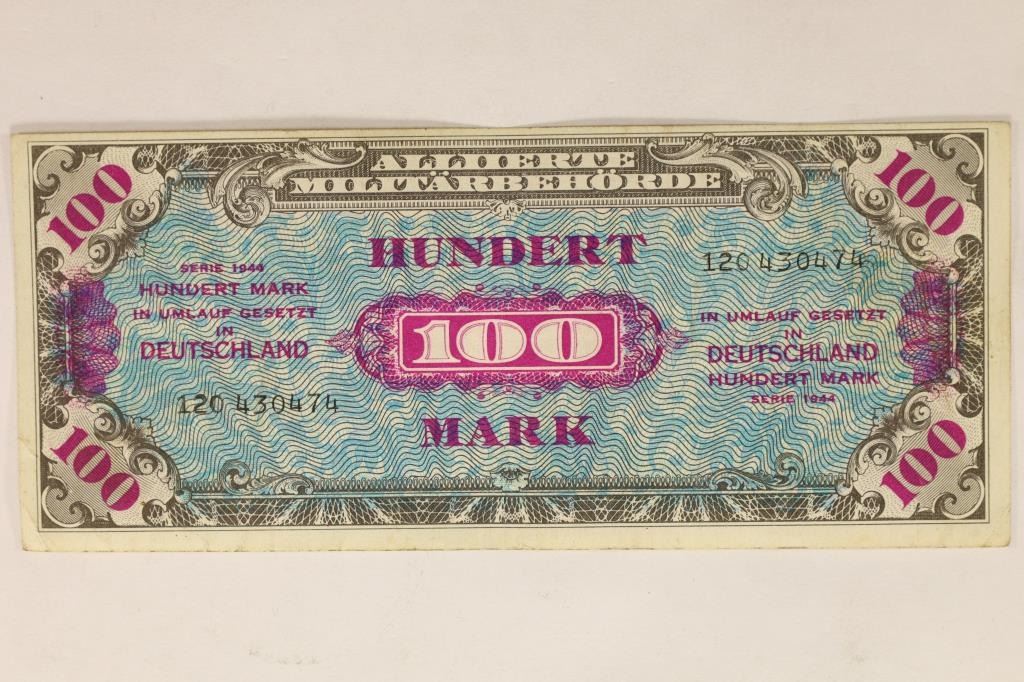 100
100
ALLIIERTE
MILITÄRBEHÖRDE
HUNDERT
100
MARK
SERIE 1944
HUNDERT MARK
IN UMLAUF GESETZT
IN
DEUTSCHLAND
120 430474
120 430474
IN UMLAUF GESETZT
IN
DEUTSCHLAND
HUNDERT MARK
SERIE 1944
100
100